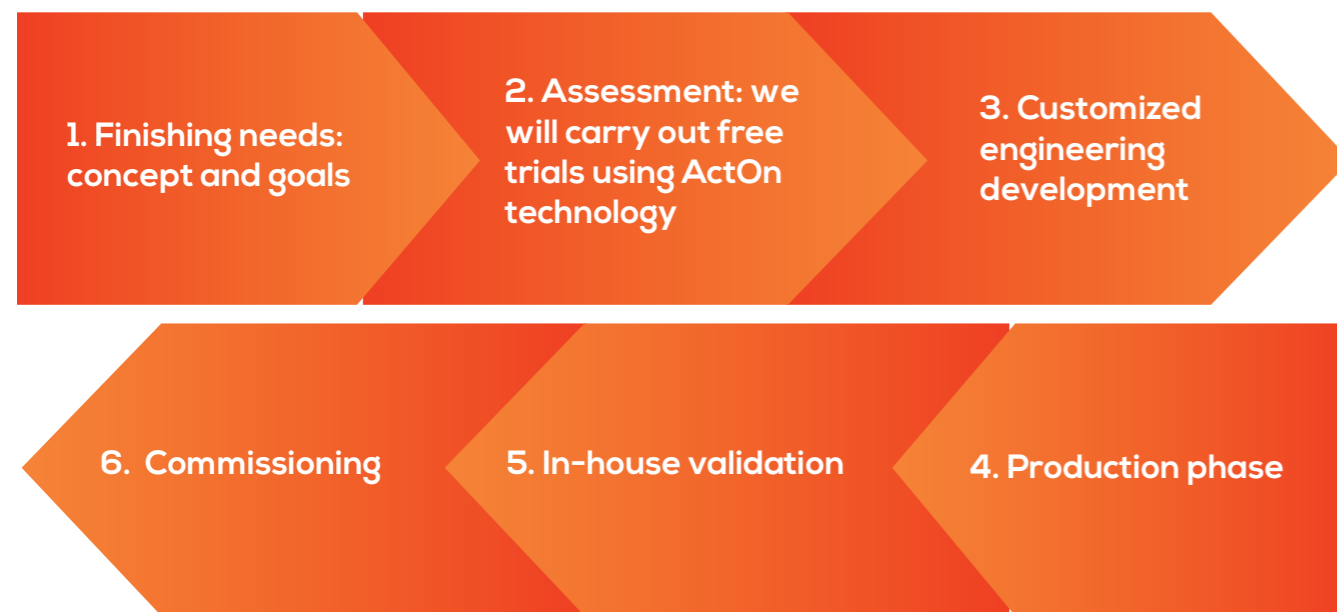 1. Finishing needs:
concept and goals
2. Assessment: we
will carry out free
trials using ActOn
technology
3. Customized
engineering
development
4. Production phase
5. In-house validation
6. Commissioning